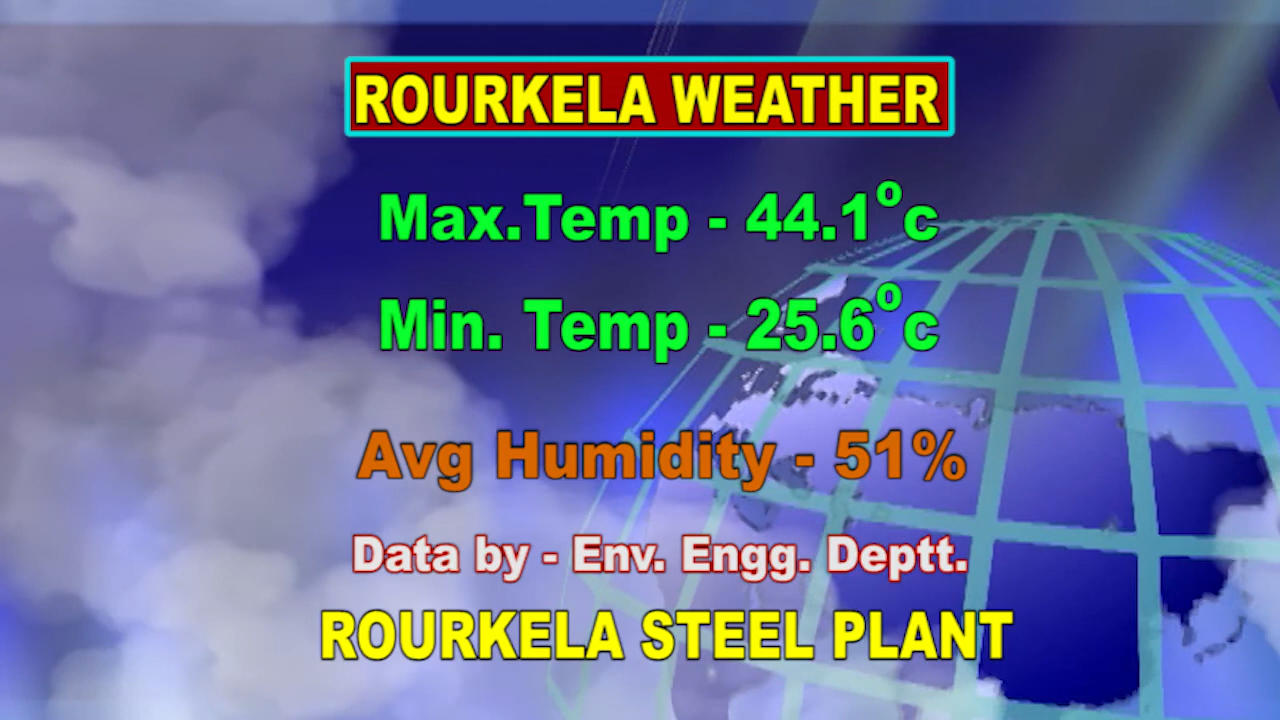 ROURKELA WEATHER
Max.Temp - 44.1°c
Min. Temp - 25.6°c
Avg Humidity - 51%
Data by - Env. Engg. Deptt.
ROURKELA STEEL PLANT